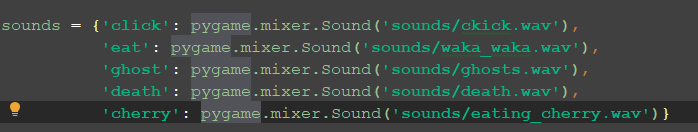 sounds = {'click': pygame.mixer.Sound('sounds/ckick.wav'),
'eat': pygame.mixer.Sound('sounds/waka_waka.wav'),
'ghost': pygame.mixer.Sound('sounds/ghosts.wav'),
'death': pygame.mixer.Sound('sounds/death.wav'),
'cherry': pygame.mixer.Sound('sounds/eating_cherry.wav')}